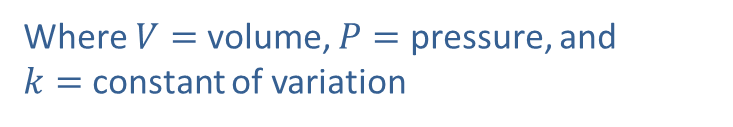 Where V = volume, P = pressure, and
k = constant of variation